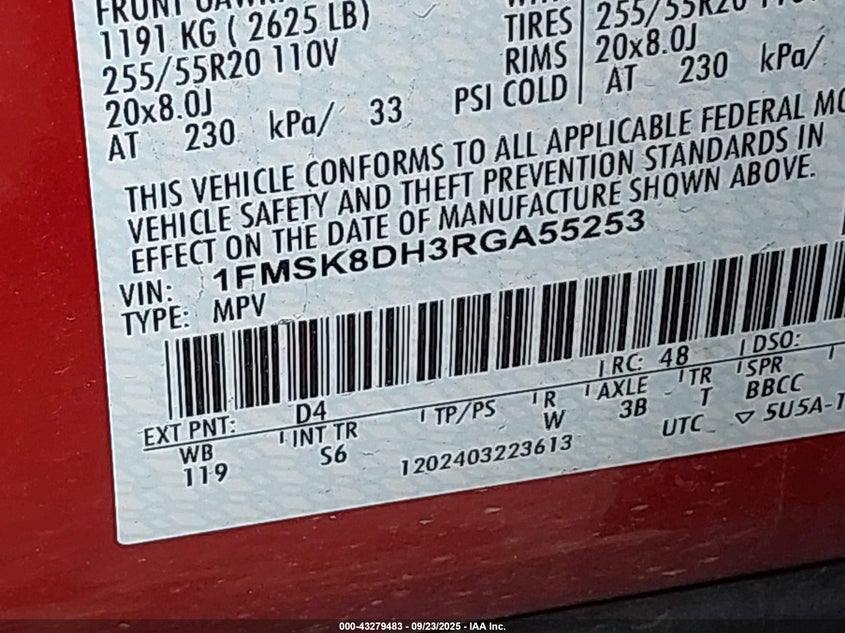 1191 KG ( 2625 LB)
255/55R20 110V
20x8.0J
AT 230 kPa/ 33 PSI COLD
TIRES
RIMS 20x8.0J
AT 230 kPa/
THIS VEHICLE CONFORMS TO ALL APPLICABLE FEDERAL MO
VEHICLE SAFETY AND THEFT PREVENTION STANDARDS IN
EFFECT ON THE DATE OF MANUFACTURE SHOWN ABOVE.
VIN: 1FMSK8DH3RGA55253
TYPE: MPV
RC: 48 DSO:
EXT PNT: D4
WB INT TR TP/PS R AXLE TR SPR
119 S6 W 3B T BBCC
1202403223613 UTC ▽ 5U5A-T
000-43279483 - 09/23/2025 - IAA Inc.